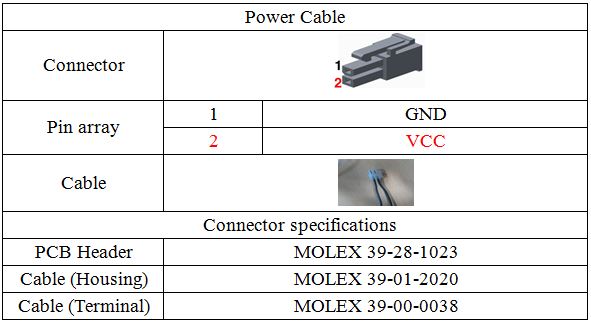 Power Cable
Connector
1
2
Pin array
1 GND
2 VCC
Cable
Connector specifications
PCB Header MOLEX 39-28-1023
Cable (Housing) MOLEX 39-01-2020
Cable (Terminal) MOLEX 39-00-0038